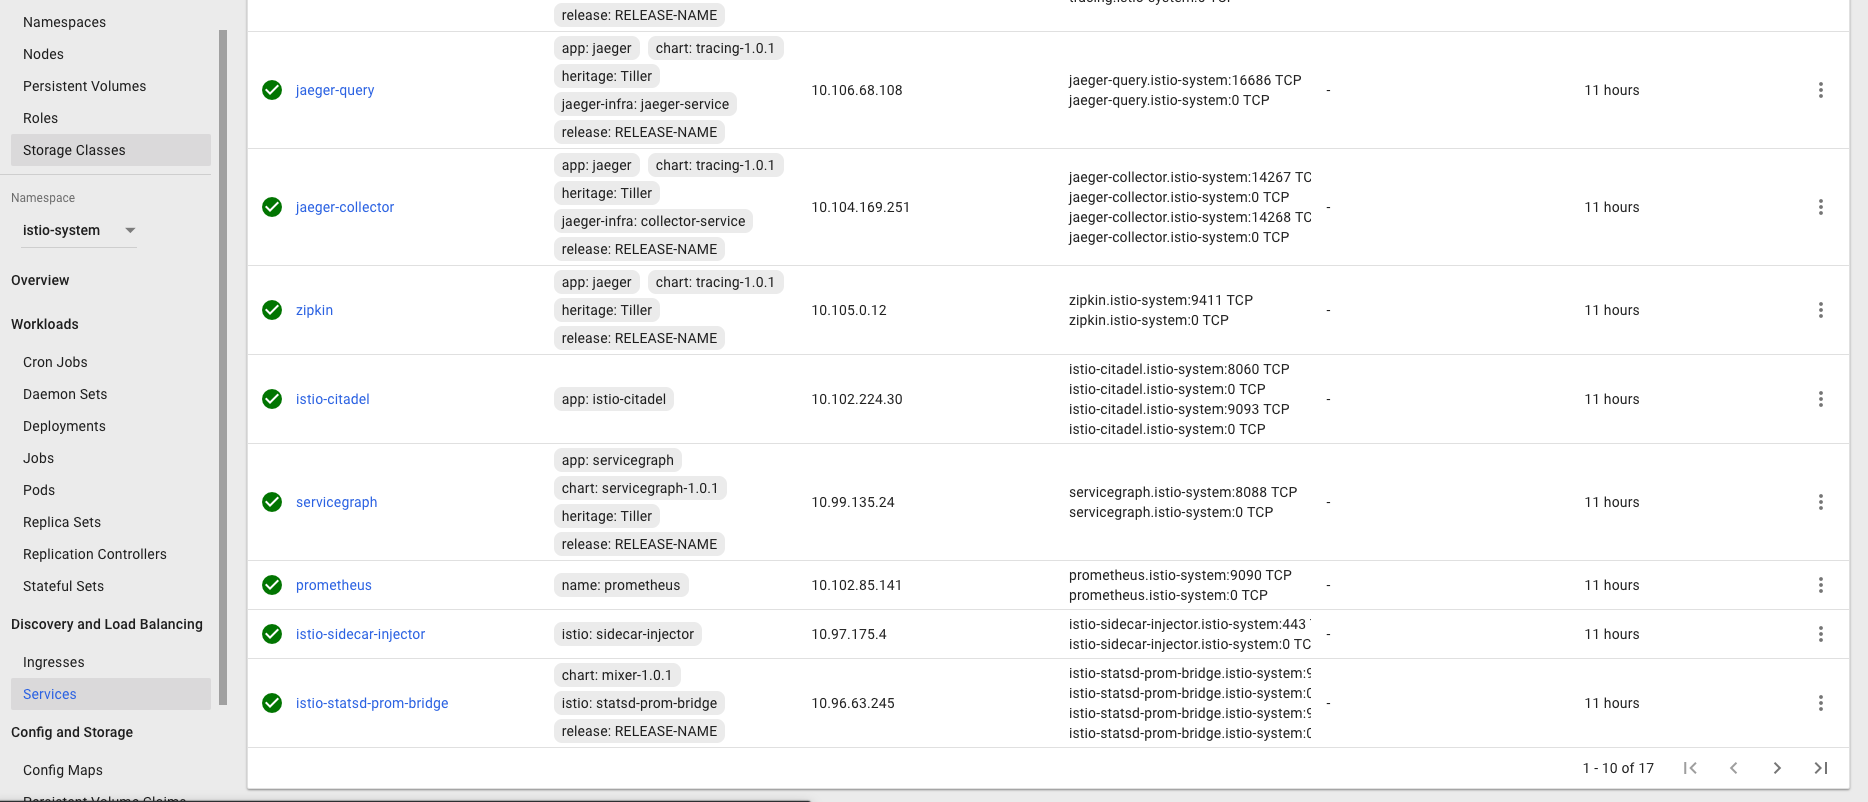 Namespaces
Nodes
Persistent Volumes
Roles
Storage Classes
Namespace
istio-system
Overview
Workloads
Cron Jobs
Daemon Sets
Deployments
Jobs
Pods
Replica Sets
Replication Controllers
Stateful Sets
Discovery and Load Balancing
Ingresses
Services
Config and Storage
Config Maps
Persistent Volume Claims
release: RELEASE-NAME
tracing.istio-system:0 TCP
jaeger-query
app: jaeger chart: tracing-1.0.1
heritage: Tiller
jaeger-infra: jaeger-service
release: RELEASE-NAME
10.106.68.108
jaeger-query.istio-system:16686 TCP
jaeger-query.istio-system:0 TCP
-
11 hours
jaeger-collector
app: jaeger chart: tracing-1.0.1
heritage: Tiller
jaeger-infra: collector-service
release: RELEASE-NAME
10.104.169.251
jaeger-collector.istio-system:14267 TC
jaeger-collector.istio-system:0 TCP
jaeger-collector.istio-system:14268 TC
jaeger-collector.istio-system:0 TCP
-
11 hours
zipkin
app: jaeger chart: tracing-1.0.1
heritage: Tiller
release: RELEASE-NAME
10.105.0.12
zipkin.istio-system:9411 TCP
zipkin.istio-system:0 TCP
-
11 hours
istio-citadel
app: istio-citadel
10.102.224.30
istio-citadel.istio-system:8060 TCP
istio-citadel.istio-system:0 TCP
istio-citadel.istio-system:9093 TCP
istio-citadel.istio-system:0 TCP
-
11 hours
servicegraph
app: servicegraph
chart: servicegraph-1.0.1
heritage: Tiller
release: RELEASE-NAME
10.99.135.24
servicegraph.istio-system:8088 TCP
servicegraph.istio-system:0 TCP
-
11 hours
prometheus
name: prometheus
10.102.85.141
prometheus.istio-system:9090 TCP
prometheus.istio-system:0 TCP
-
11 hours
istio-sidecar-injector
istio: sidecar-injector
10.97.175.4
istio-sidecar-injector.istio-system:443
istio-sidecar-injector.istio-system:0 TC
-
11 hours
istio-statsd-prom-bridge
chart: mixer-1.0.1
istio: statsd-prom-bridge
release: RELEASE-NAME
10.96.63.245
istio-statsd-prom-bridge.istio-system:9
istio-statsd-prom-bridge.istio-system:0
istio-statsd-prom-bridge.istio-system:9
istio-statsd-prom-bridge.istio-system:0
-
11 hours
1 - 10 of 17